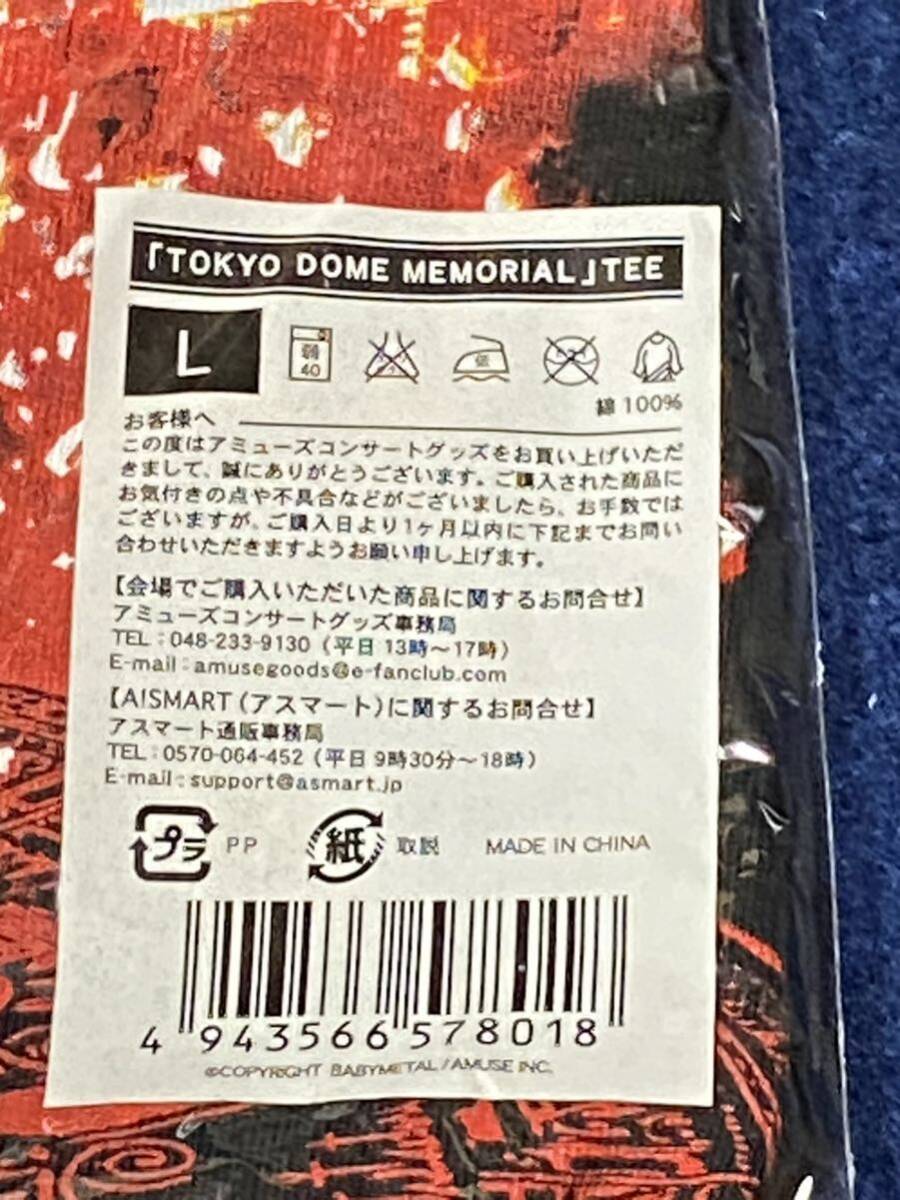 「TOKYO DOME MEMORIAL」TEE
L
弱
40
低
綿 100%
お客様へ
この度はアミューズコンサートグッズをお買い上げいただ
きまして、誠にありがとうございます。ご購入された商品に
お気付きの点や不具合などがございましたら、お手数では
ございますが、ご購入日より1ヶ月以内に下記までお問い
合わせいただきますようお願い申し上げます。
【会場でご購入いただいた商品に関するお問合せ】
アミューズコンサートグッズ事務局
TEL:048-233-9130 (平日 13時〜17時)
E-mail:amusegoods@e-fanclub.com
【A!SMART(アスマート)に関するお問合せ】
アスマート通販事務局
TEL:0570-064-452 (平日 9時30分〜18時)
E-mail:support@asmart.jp
プラ PP 紙 取説 MADE IN CHINA
4 943566 578018
©COPYRIGHT BABYMETAL/AMUSE INC.